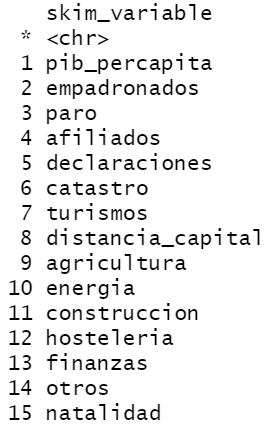 skim_variable
* <chr>
1 pib_percapita
2 empadronados
3 paro
4 afiliados
5 declaraciones
6 catastro
7 turismos
8 distancia_capital
9 agricultura
10 energia
11 construccion
12 hosteleria
13 finanzas
14 otros
15 natalidad